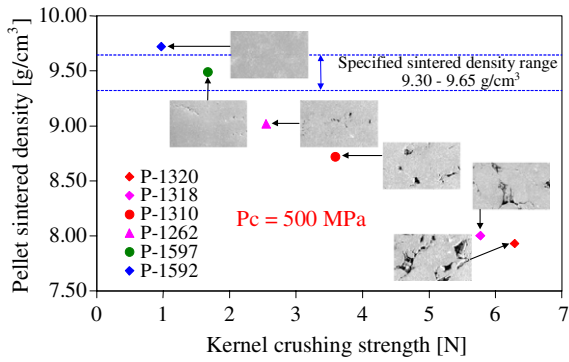 10.00
9.50
9.00
8.50
8.00
7.50
Pellet sintered density [g/cm³]
Specified sintered density range
9.30 - 9.65 g/cm³
P-1320
P-1318
P-1310
P-1262
P-1597
P-1592
Pc = 500 MPa
0 1 2 3 4 5 6 7
Kernel crushing strength [N]